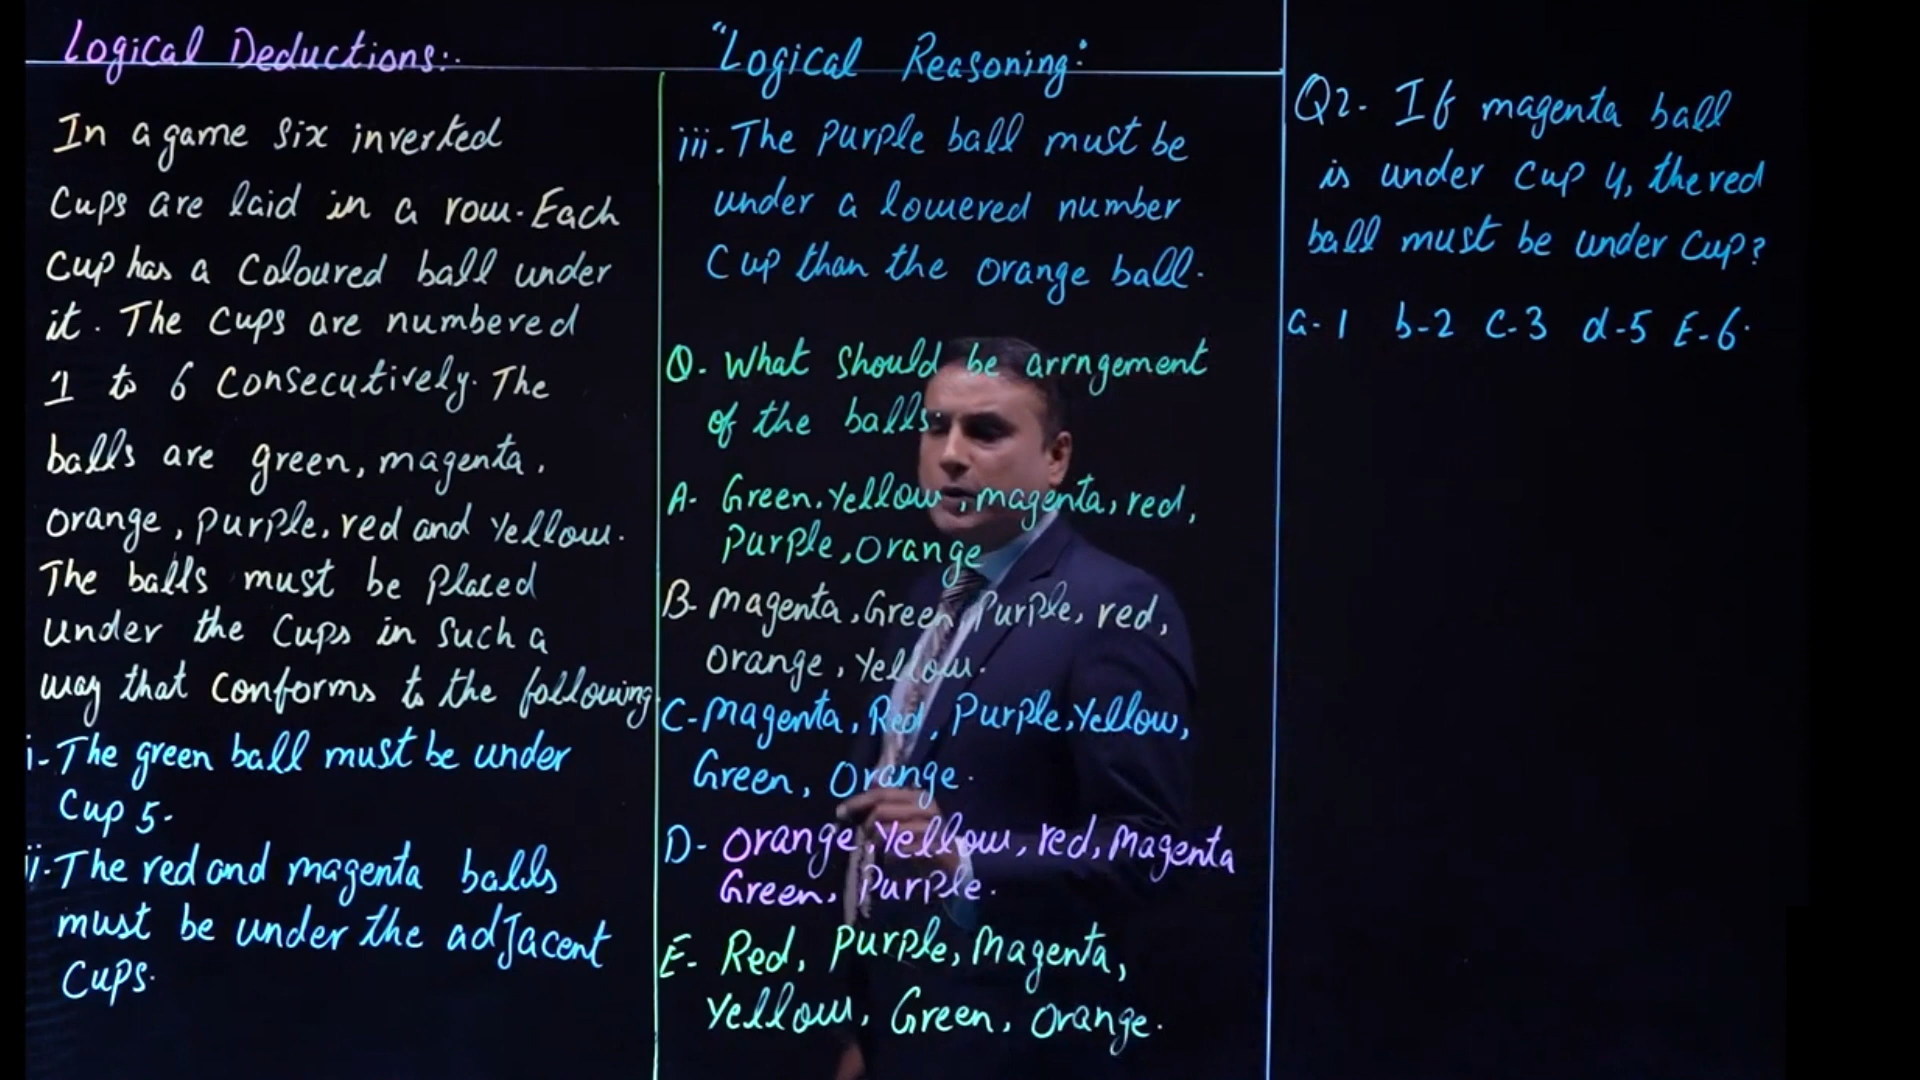 Logical Deductions:-
In a game six inverted
Cups are laid in a row. Each
Cup has a Coloured ball under
it. The Cups are numbered
1 to 6 Consecutively. The
balls are green, magenta,
orange, purple, red and Yellow.
The balls must be Placed
under the Cups in Such a
way that Conforms to the following
i- The green ball must be under
Cup 5.
ii- The red and magenta balls
must be under the adjacent
Cups.
"Logical Reasoning:"
iii- The Purple ball must be
under a lowered number
Cup than the orange ball.
Q- What Should be arrngement
of the balls.
A- Green, Yellow, magenta, red,
Purple, Orange
B- Magenta, Green, Purple, red,
Orange, Yellow.
C- Magenta, Red, Purple, Yellow,
Green, Orange.
D- Orange, Yellow, red, Magenta
Green, Purple.
E- Red, Purple, Magenta,
Yellow, Green, Orange.
Q2- If magenta ball
is under Cup 4, the red
ball must be under Cup?
a-1 b-2 C-3 d-5 E-6.